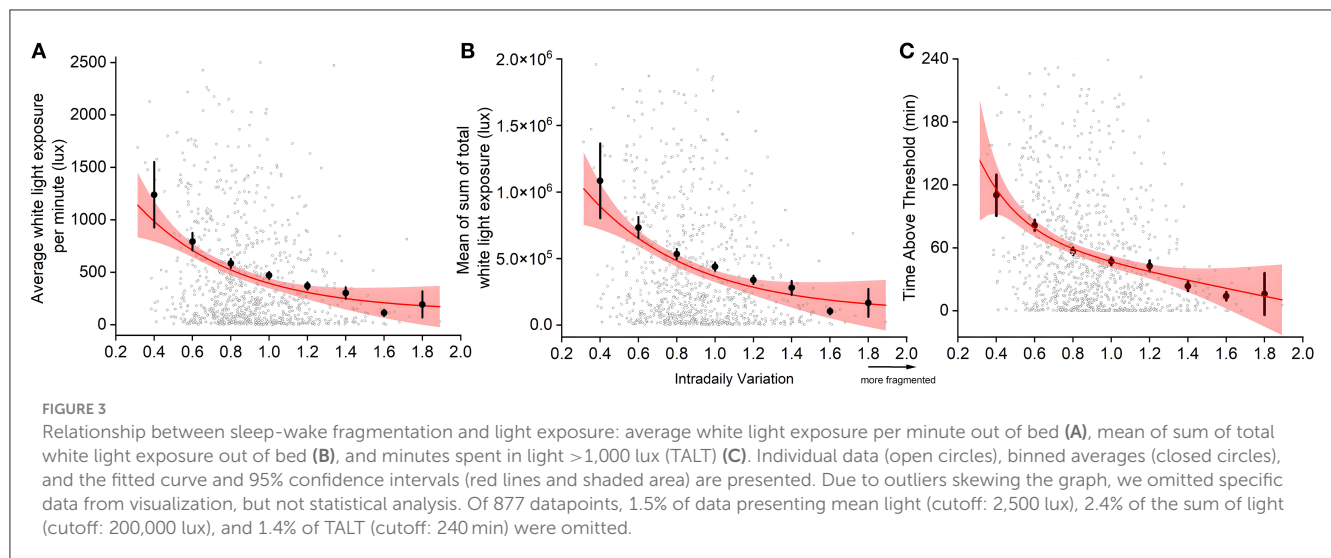 A
Average white light exposure
per minute (lux)
2500
2000
1500
1000
500
0
0.2 0.4 0.6 0.8 1.0 1.2 1.4 1.6 1.8 2.0
B
Mean of sum of total
white light exposure (lux)
2.0×10⁶
1.5×10⁶
1.0×10⁶
5.0×10⁵
0.0
0.2 0.4 0.6 0.8 1.0 1.2 1.4 1.6 1.8 2.0
Intradaily Variation
more fragmented
C
Time Above Threshold (min)
240
180
120
60
0
0.2 0.4 0.6 0.8 1.0 1.2 1.4 1.6 1.8 2.0
FIGURE 3
Relationship between sleep-wake fragmentation and light exposure: average white light exposure per minute out of bed (A), mean of sum of total
white light exposure out of bed (B), and minutes spent in light >1,000 lux (TALT) (C). Individual data (open circles), binned averages (closed circles),
and the fitted curve and 95% confidence intervals (red lines and shaded area) are presented. Due to outliers skewing the graph, we omitted specific
data from visualization, but not statistical analysis. Of 877 datapoints, 1.5% of data presenting mean light (cutoff: 2,500 lux), 2.4% of the sum of light
(cutoff: 200,000 lux), and 1.4% of TALT (cutoff: 240 min) were omitted.